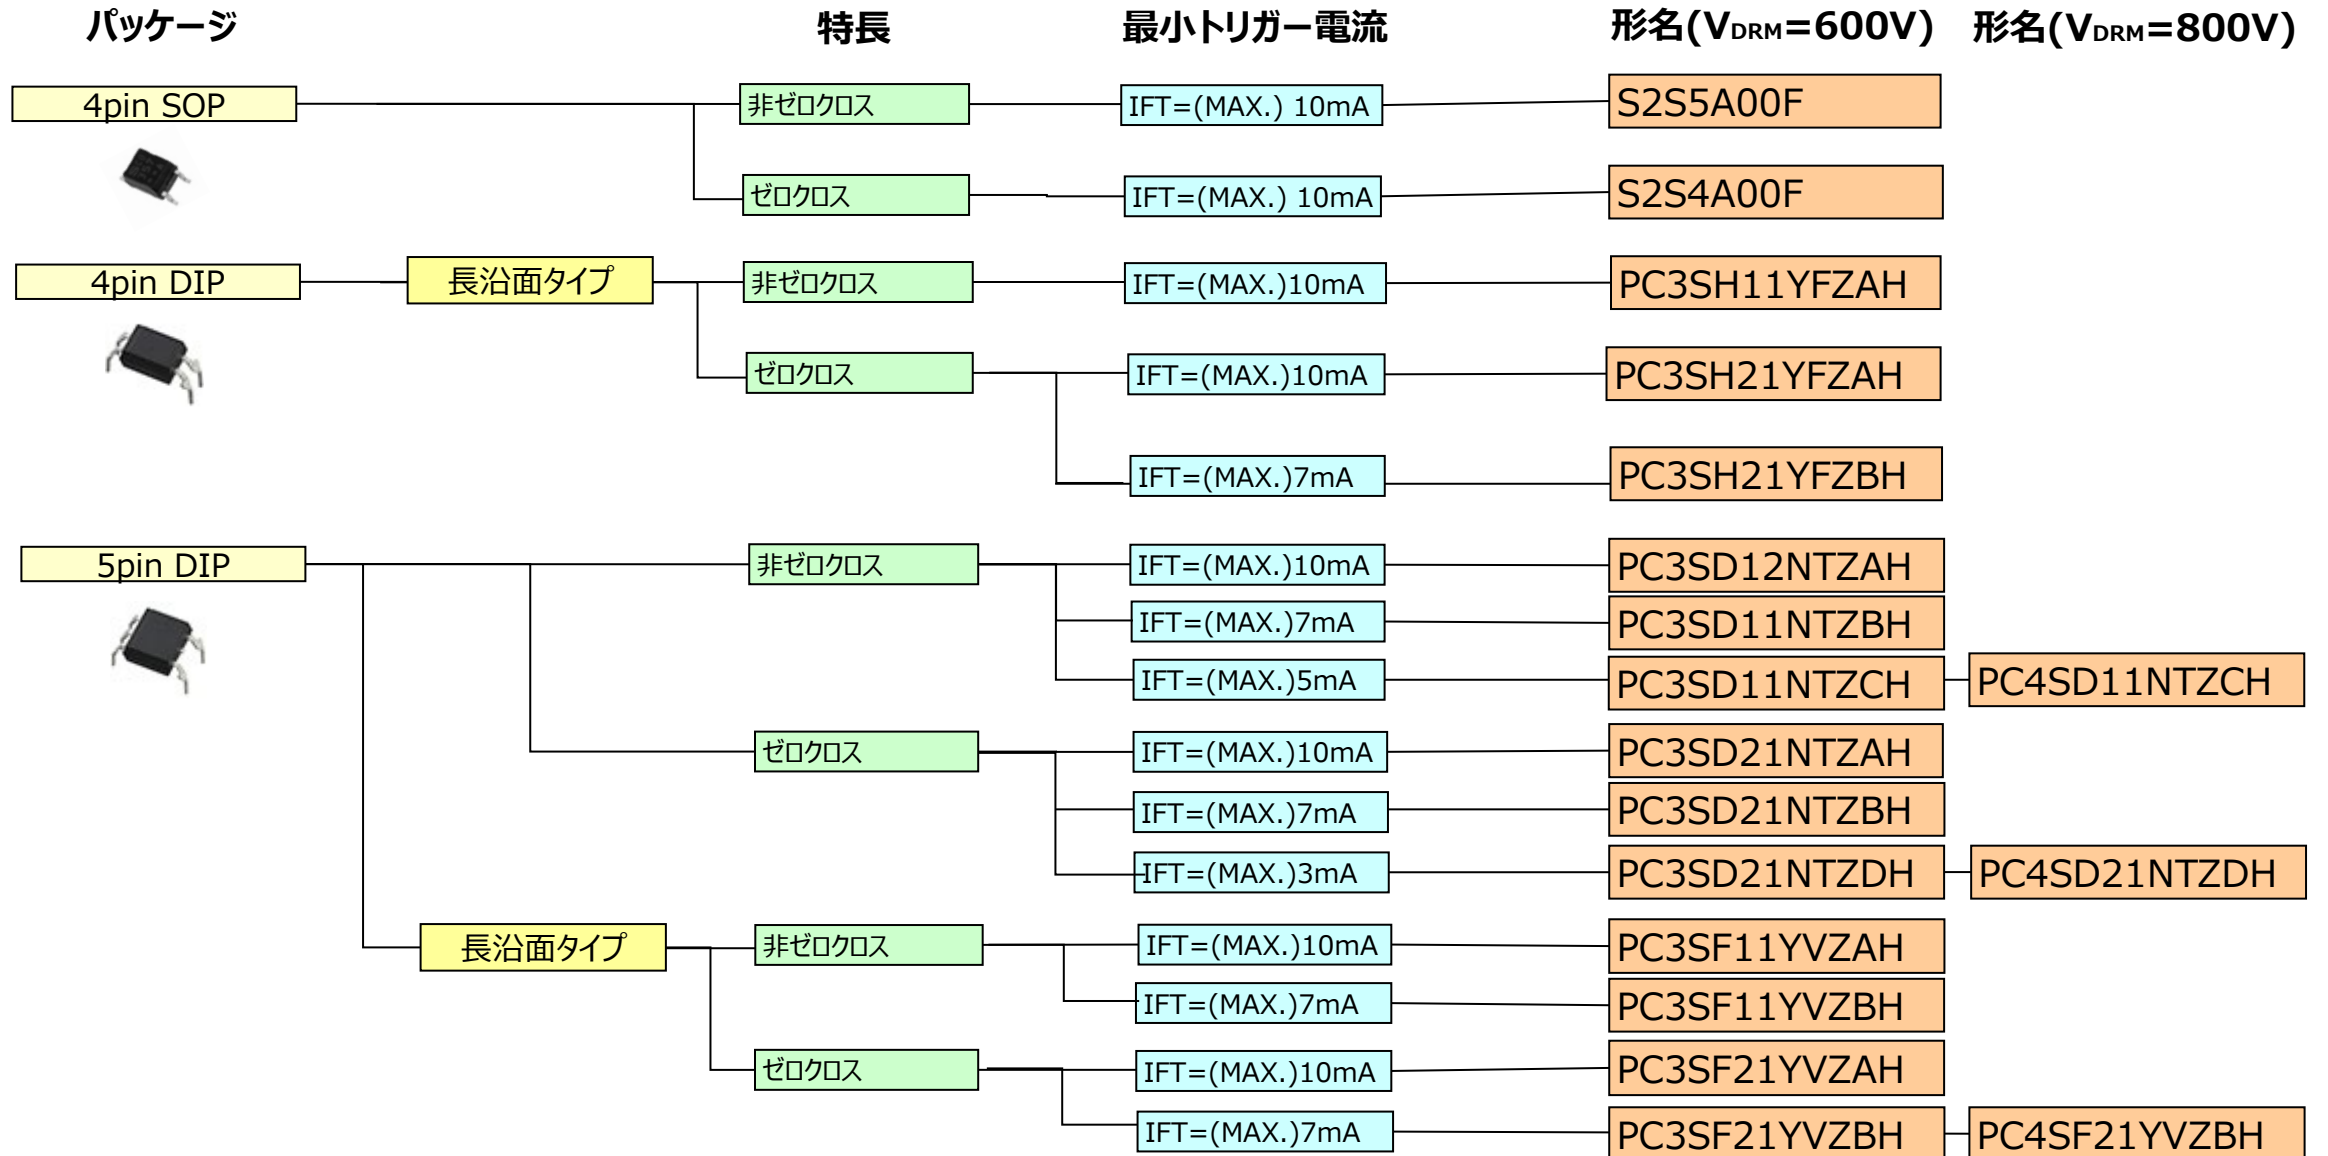 パッケージ 特長 最小トリガー電流 形名(VDRM=600V) 形名(VDRM=800V)
4pin SOP 非ゼロクロス IFT=(MAX.) 10mA S2S5A00F
ゼロクロス IFT=(MAX.) 10mA S2S4A00F
4pin DIP 長沿面タイプ 非ゼロクロス IFT=(MAX.)10mA PC3SH11YFZAH
ゼロクロス IFT=(MAX.)10mA PC3SH21YFZAH
IFT=(MAX.)7mA PC3SH21YFZBH
5pin DIP 非ゼロクロス IFT=(MAX.)10mA PC3SD12NTZAH
IFT=(MAX.)7mA PC3SD11NTZBH
IFT=(MAX.)5mA PC3SD11NTZCH PC4SD11NTZCH
ゼロクロス IFT=(MAX.)10mA PC3SD21NTZAH
IFT=(MAX.)7mA PC3SD21NTZBH
IFT=(MAX.)3mA PC3SD21NTZDH PC4SD21NTZDH
長沿面タイプ 非ゼロクロス IFT=(MAX.)10mA PC3SF11YVZAH
IFT=(MAX.)7mA PC3SF11YVZBH
ゼロクロス IFT=(MAX.)10mA PC3SF21YVZAH
IFT=(MAX.)7mA PC3SF21YVZBH PC4SF21YVZBH